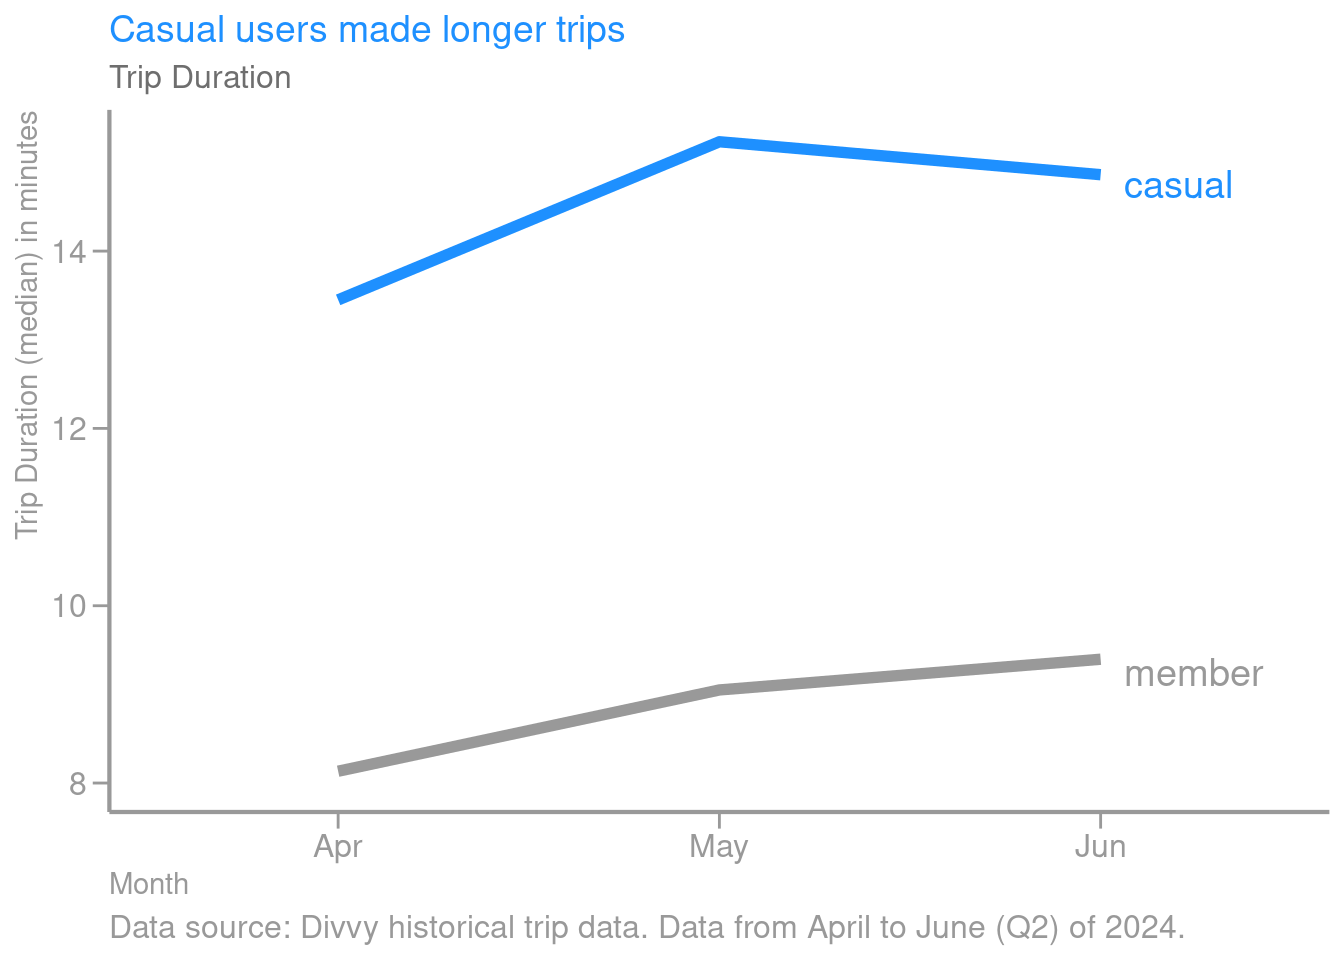 Casual users made longer trips
Trip Duration
Trip Duration (median) in minutes
14
12
10
8
casual
member
Apr May Jun
Month
Data source: Divvy historical trip data. Data from April to June (Q2) of 2024.